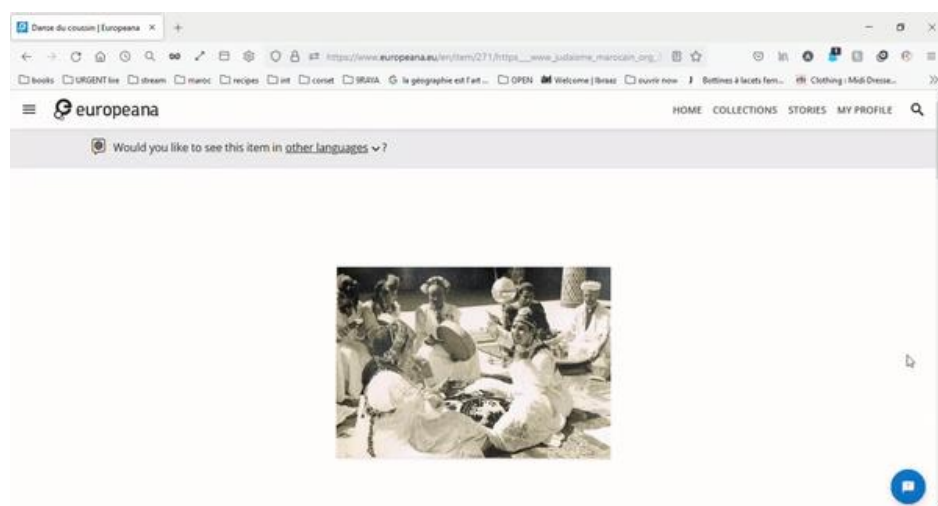 Danse du coussin | Europeana
https://www.europeana.eu/en/item/271/https__www_judaisme_marocain_org_
books URGENT live stream maroc recipes int corset la géographie est l'art ... OPEN Welcome | Ibraaz ouvrir now Bottines à lacets fem... Clothing : Midi Dresse...
europeana HOME COLLECTIONS STORIES MY PROFILE
Would you like to see this item in other languages ?